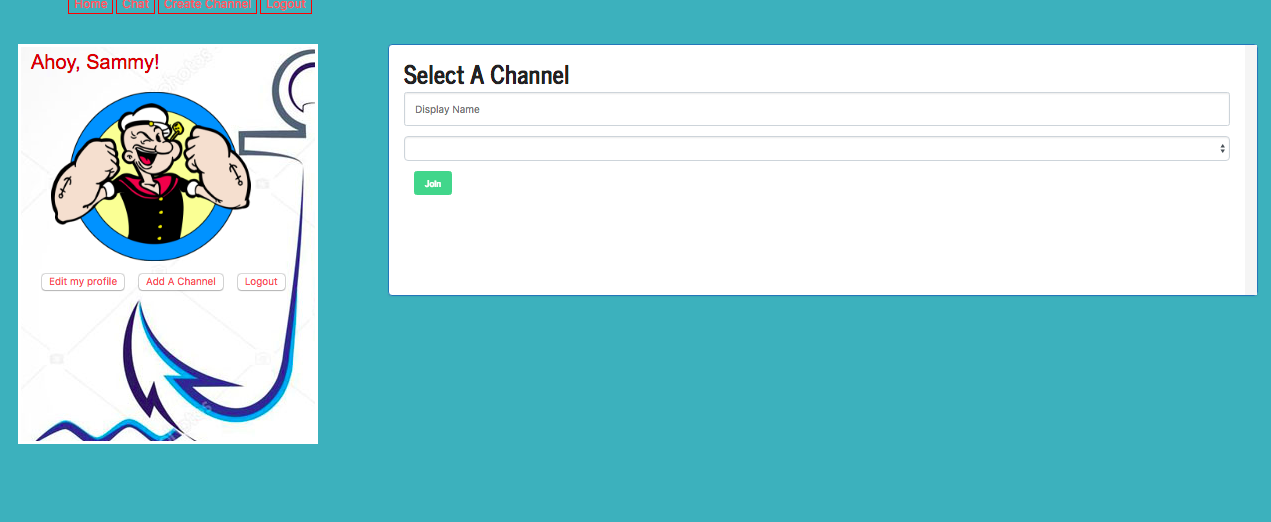 Home Chat Create Channel Logout
Ahoy, Sammy!
Edit my profile Add A Channel Logout
Select A Channel
Display Name
Join